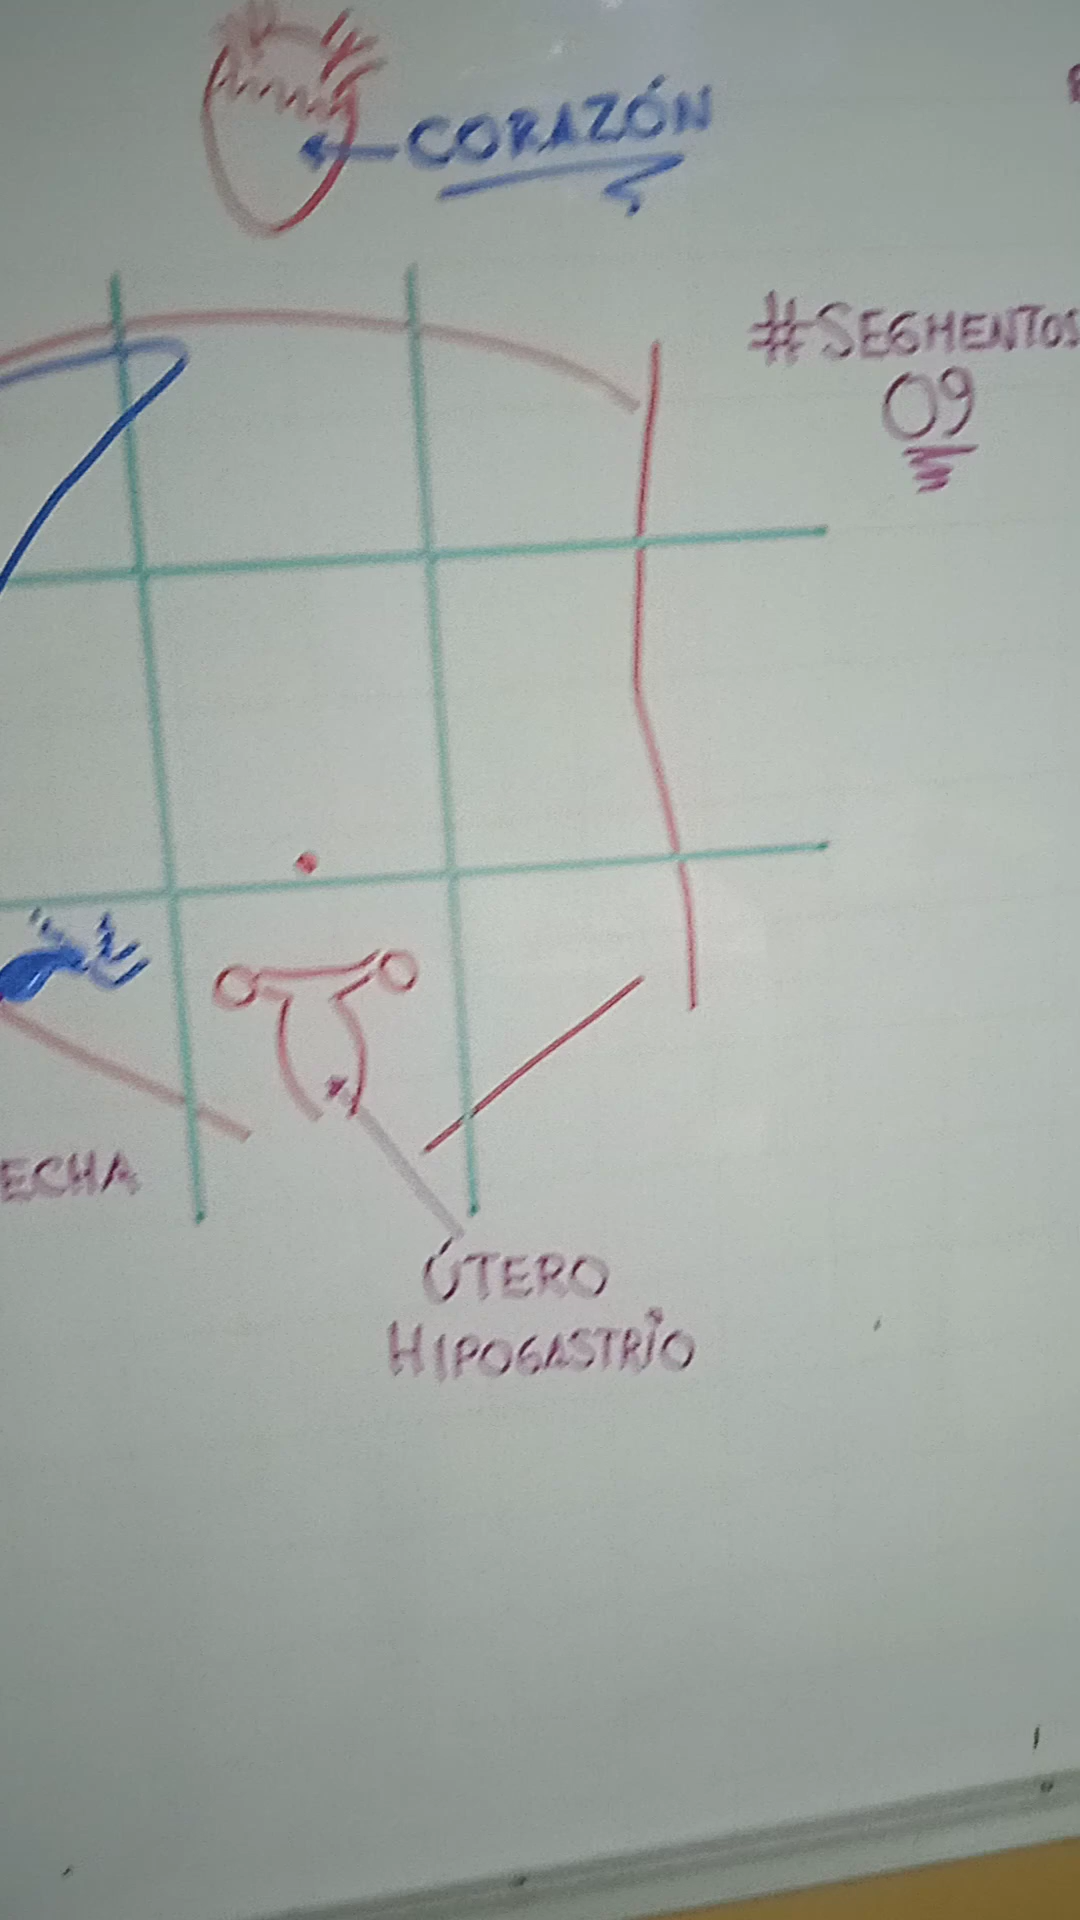 CORAZÓN
#SEGMENTOS
09
ECHA
ÚTERO
HIPOGASTRIO